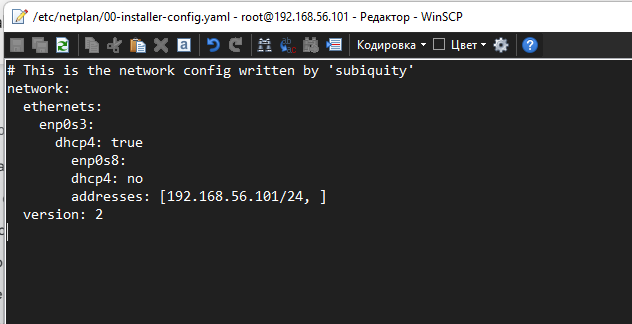 /etc/netplan/00-installer-config.yaml - root@192.168.56.101 - Редактор - WinSCP
Кодировка Цвет
# This is the network config written by 'subiquity'
network:
  ethernets:
    enp0s3:
      dhcp4: true
        enp0s8:
        dhcp4: no
        addresses: [192.168.56.101/24, ]
  version: 2